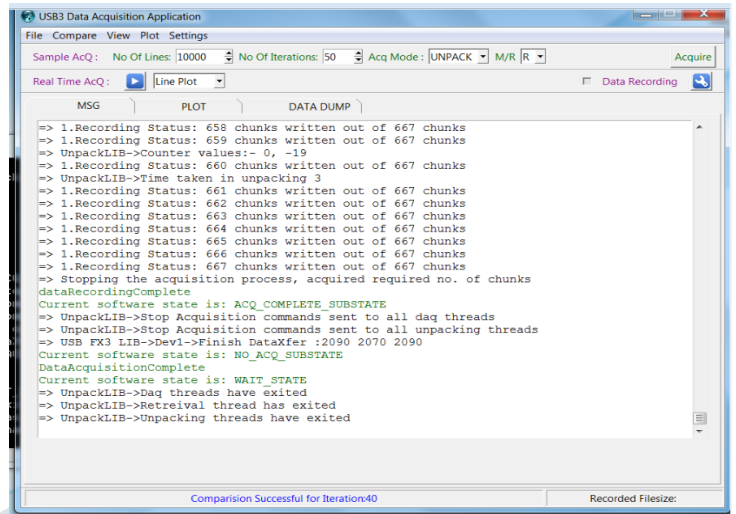 USB3 Data Acquisition Application
File Compare View Plot Settings
Sample AcQ : No Of Lines: 10000 No Of Iterations: 50 Acq Mode : UNPACK M/R R Acquire
Real Time AcQ : Line Plot Data Recording
MSG PLOT DATA DUMP
=> 1.Recording Status: 658 chunks written out of 667 chunks
=> 1.Recording Status: 659 chunks written out of 667 chunks
=> UnpackLIB->Counter values:- 0, -19
=> 1.Recording Status: 660 chunks written out of 667 chunks
=> UnpackLIB->Time taken in unpacking 3
=> 1.Recording Status: 661 chunks written out of 667 chunks
=> 1.Recording Status: 662 chunks written out of 667 chunks
=> 1.Recording Status: 663 chunks written out of 667 chunks
=> 1.Recording Status: 664 chunks written out of 667 chunks
=> 1.Recording Status: 665 chunks written out of 667 chunks
=> 1.Recording Status: 666 chunks written out of 667 chunks
=> 1.Recording Status: 667 chunks written out of 667 chunks
=> Stopping the acquisition process, acquired required no. of chunks
dataRecordingComplete
Current software state is: ACQ_COMPLETE_SUBSTATE
=> UnpackLIB->Stop Acquisition commands sent to all daq threads
=> UnpackLIB->Stop Acquisition commands sent to all unpacking threads
=> USB FX3 LIB->Dev1->Finish DataXfer :2090 2070 2090
Current software state is: NO_ACQ_SUBSTATE
DataAcquisitionComplete
Current software state is: WAIT_STATE
=> UnpackLIB->Daq threads have exited
=> UnpackLIB->Retreival thread has exited
=> UnpackLIB->Unpacking threads have exited
Comparision Successful for Iteration:40 Recorded Filesize: